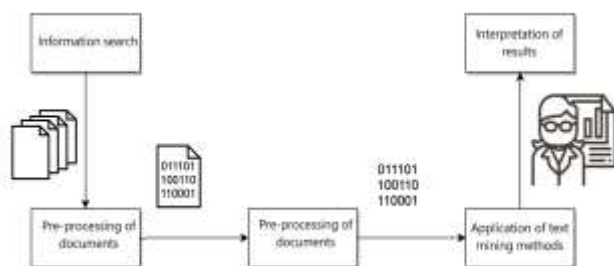 Information search
Interpretation of
results
011101
100110
110001
011101
100110
110001
Pre-processing of
documents
Pre-processing of
documents
Application of text
mining methods